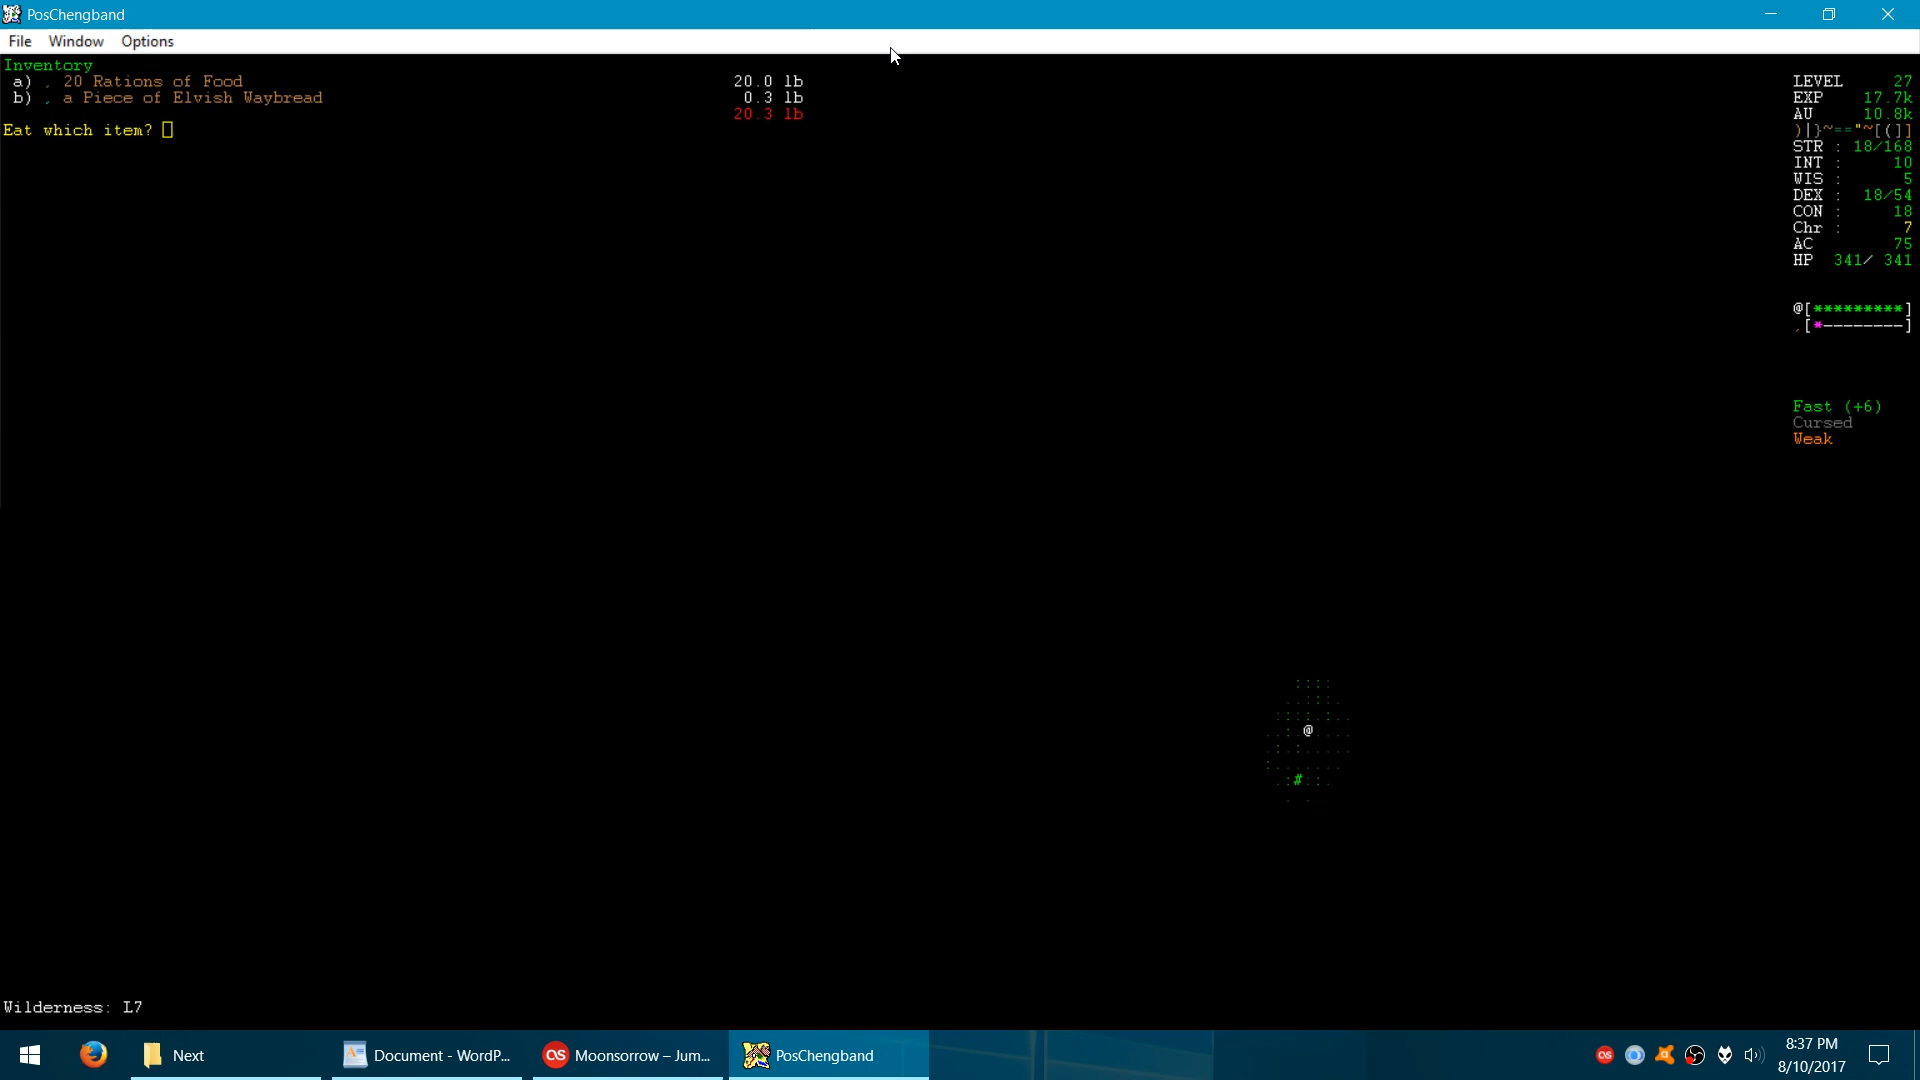 PosChengband
File Window Options
Inventory
a) , 20 Rations of Food 20.0 lb
b) , a Piece of Elvish Waybread 0.3 lb
20.3 lb
Eat which item?
LEVEL 27
EXP 17.7k
AU 10.8k
)|}~=="~[(]]
STR : 18/168
INT : 10
WIS : 5
DEX : 18/54
CON : 18
Chr : 7
AC 75
HP 341/ 341
@[*********]
,[*--------]
Fast (+6)
Cursed
Weak
@
#
Wilderness: L7
Next
Document - WordP...
Moonsorrow – Jum...
PosChengband
8:37 PM
8/10/2017